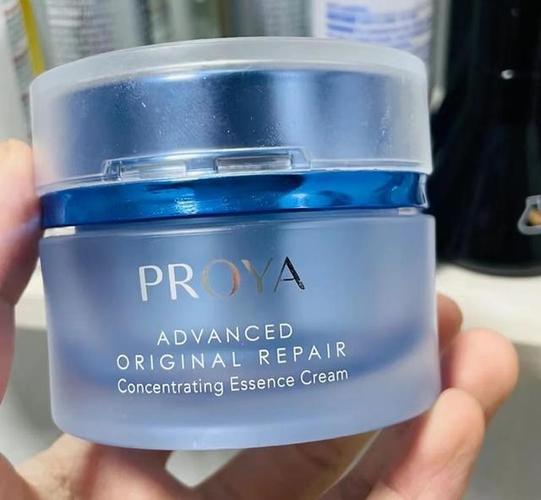 PROYA
ADVANCED
ORIGINAL REPAIR
Concentrating Essence Cream